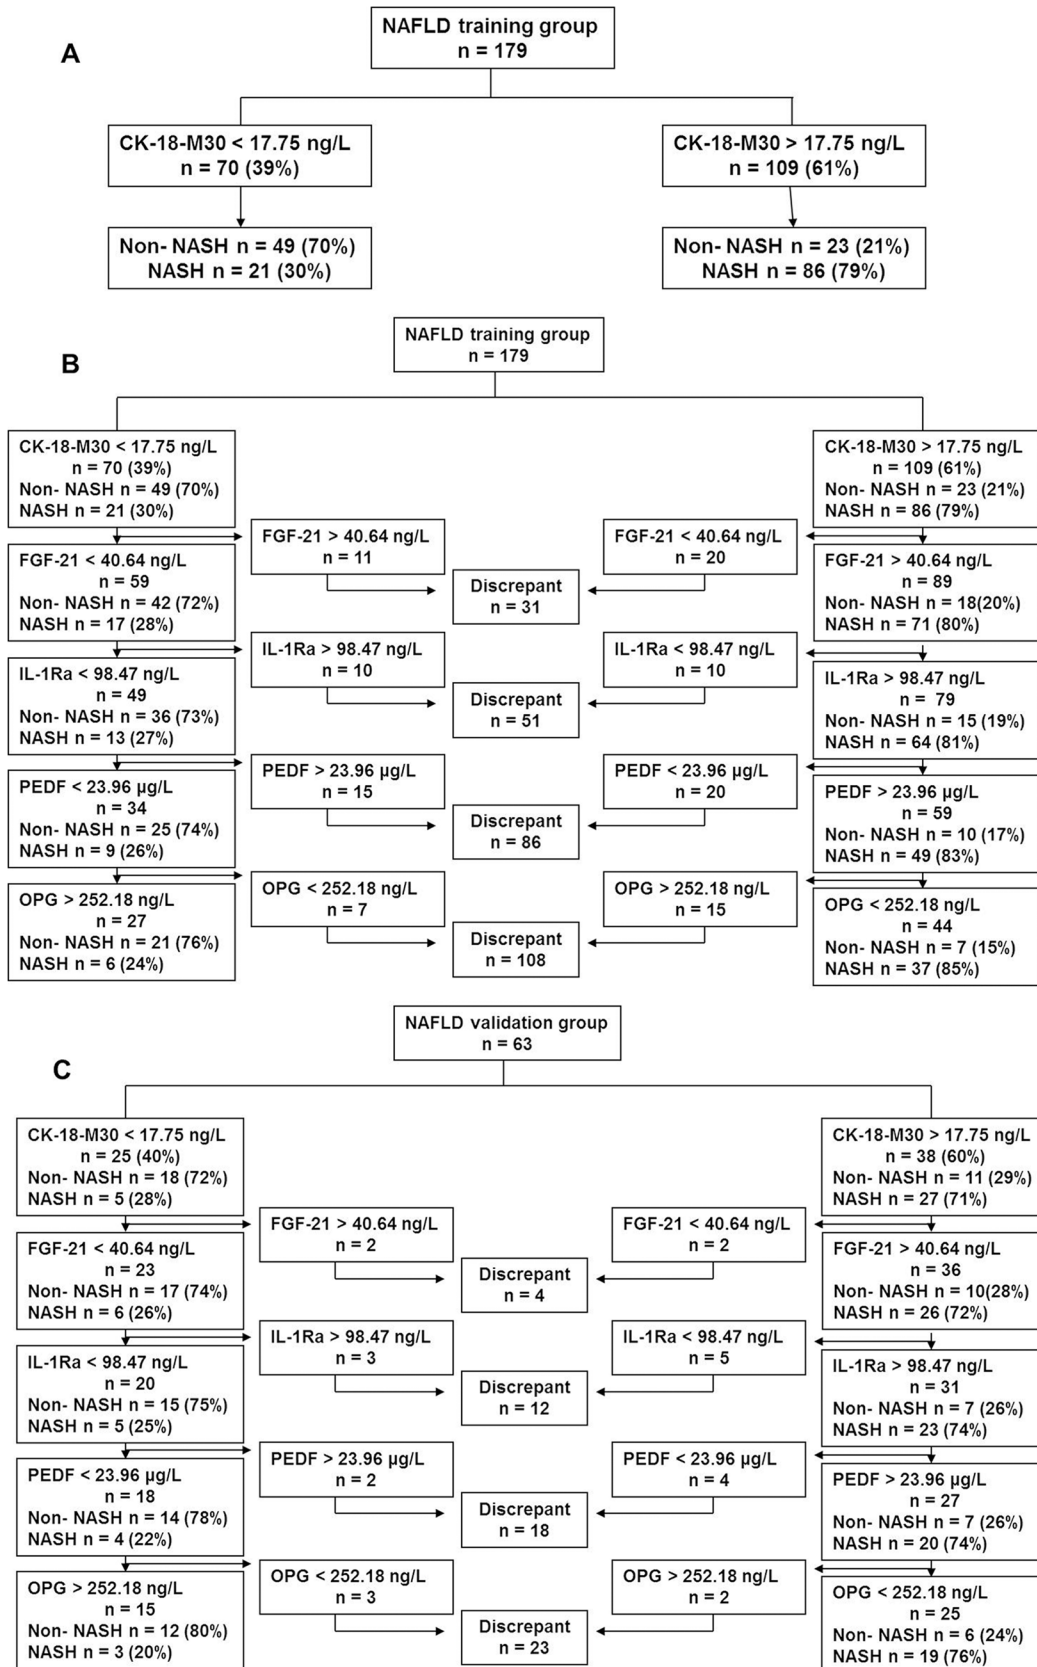 A
NAFLD training group
n = 179
CK-18-M30 < 17.75 ng/L
n = 70 (39%)
CK-18-M30 > 17.75 ng/L
n = 109 (61%)
Non- NASH n = 49 (70%)
NASH n = 21 (30%)
Non- NASH n = 23 (21%)
NASH n = 86 (79%)
B
NAFLD training group
n = 179
CK-18-M30 < 17.75 ng/L
n = 70 (39%)
Non- NASH n = 49 (70%)
NASH n = 21 (30%)
CK-18-M30 > 17.75 ng/L
n = 109 (61%)
Non- NASH n = 23 (21%)
NASH n = 86 (79%)
FGF-21 > 40.64 ng/L
n = 11
FGF-21 < 40.64 ng/L
n = 20
FGF-21 < 40.64 ng/L
n = 59
Non- NASH n = 42 (72%)
NASH n = 17 (28%)
Discrepant
n = 31
FGF-21 > 40.64 ng/L
n = 89
Non- NASH n = 18(20%)
NASH n = 71 (80%)
IL-1Ra > 98.47 ng/L
n = 10
IL-1Ra < 98.47 ng/L
n = 10
IL-1Ra < 98.47 ng/L
n = 49
Non- NASH n = 36 (73%)
NASH n = 13 (27%)
Discrepant
n = 51
IL-1Ra > 98.47 ng/L
n = 79
Non- NASH n = 15 (19%)
NASH n = 64 (81%)
PEDF > 23.96 µg/L
n = 15
PEDF < 23.96 µg/L
n = 20
PEDF < 23.96 µg/L
n = 34
Non- NASH n = 25 (74%)
NASH n = 9 (26%)
Discrepant
n = 86
PEDF > 23.96 µg/L
n = 59
Non- NASH n = 10 (17%)
NASH n = 49 (83%)
OPG < 252.18 ng/L
n = 7
OPG > 252.18 ng/L
n = 15
OPG > 252.18 ng/L
n = 27
Non- NASH n = 21 (76%)
NASH n = 6 (24%)
Discrepant
n = 108
OPG < 252.18 ng/L
n = 44
Non- NASH n = 7 (15%)
NASH n = 37 (85%)
C
NAFLD validation group
n = 63
CK-18-M30 < 17.75 ng/L
n = 25 (40%)
Non- NASH n = 18 (72%)
NASH n = 5 (28%)
CK-18-M30 > 17.75 ng/L
n = 38 (60%)
Non- NASH n = 11 (29%)
NASH n = 27 (71%)
FGF-21 > 40.64 ng/L
n = 2
FGF-21 < 40.64 ng/L
n = 2
FGF-21 < 40.64 ng/L
n = 23
Non- NASH n = 17 (74%)
NASH n = 6 (26%)
Discrepant
n = 4
FGF-21 > 40.64 ng/L
n = 36
Non- NASH n = 10(28%)
NASH n = 26 (72%)
IL-1Ra > 98.47 ng/L
n = 3
IL-1Ra < 98.47 ng/L
n = 5
IL-1Ra < 98.47 ng/L
n = 20
Non- NASH n = 15 (75%)
NASH n = 5 (25%)
Discrepant
n = 12
IL-1Ra > 98.47 ng/L
n = 31
Non- NASH n = 7 (26%)
NASH n = 23 (74%)
PEDF > 23.96 µg/L
n = 2
PEDF < 23.96 µg/L
n = 4
PEDF < 23.96 µg/L
n = 18
Non- NASH n = 14 (78%)
NASH n = 4 (22%)
Discrepant
n = 18
PEDF > 23.96 µg/L
n = 27
Non- NASH n = 7 (26%)
NASH n = 20 (74%)
OPG < 252.18 ng/L
n = 3
OPG > 252.18 ng/L
n = 2
OPG > 252.18 ng/L
n = 15
Non- NASH n = 12 (80%)
NASH n = 3 (20%)
Discrepant
n = 23
OPG < 252.18 ng/L
n = 25
Non- NASH n = 6 (24%)
NASH n = 19 (76%)